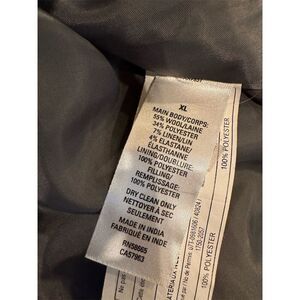 XL
MAIN BODY/CORPS:
55% WOOL/LAINE
34% POLYESTER
7% LINEN/LIN
4% ELASTANE/
ÉLASTHANNE
LINING/DOUBLURE:
100% POLYESTER
FILLING/
REMPLISSAGE:
100% POLYESTER
DRY CLEAN ONLY
NETTOYER À SEC
SEULEMENT
MADE IN INDIA
FABRIQUÉ EN INDE
RN58665
CA57963
100% POLYESTER
100% POLYESTER